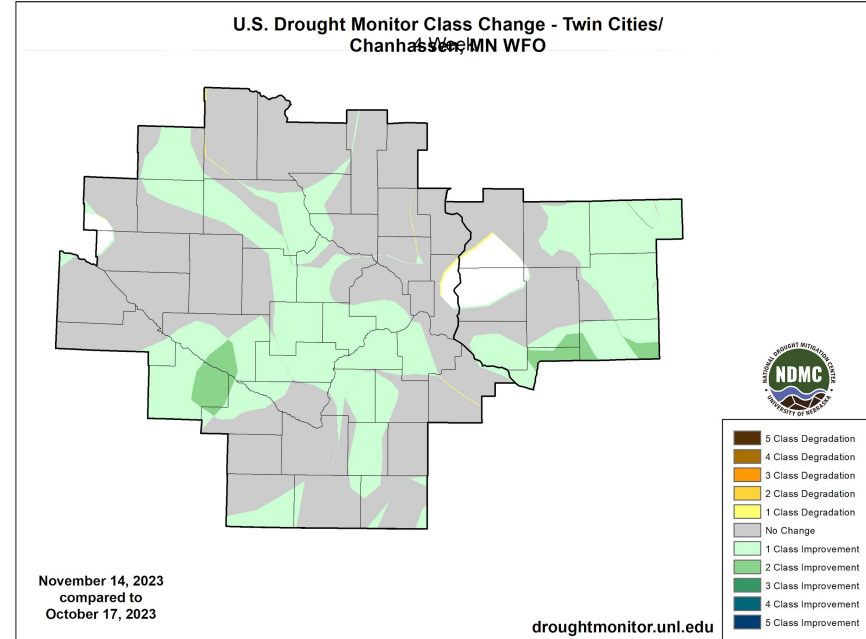 U.S. Drought Monitor Class Change - Twin Cities/
Chanhassen, MN WFO
4 Week
NATIONAL DROUGHT MITIGATION CENTER
NDMC
UNIVERSITY OF NEBRASKA
5 Class Degradation
4 Class Degradation
3 Class Degradation
2 Class Degradation
1 Class Degradation
No Change
1 Class Improvement
2 Class Improvement
3 Class Improvement
4 Class Improvement
5 Class Improvement
November 14, 2023
compared to
October 17, 2023
droughtmonitor.unl.edu